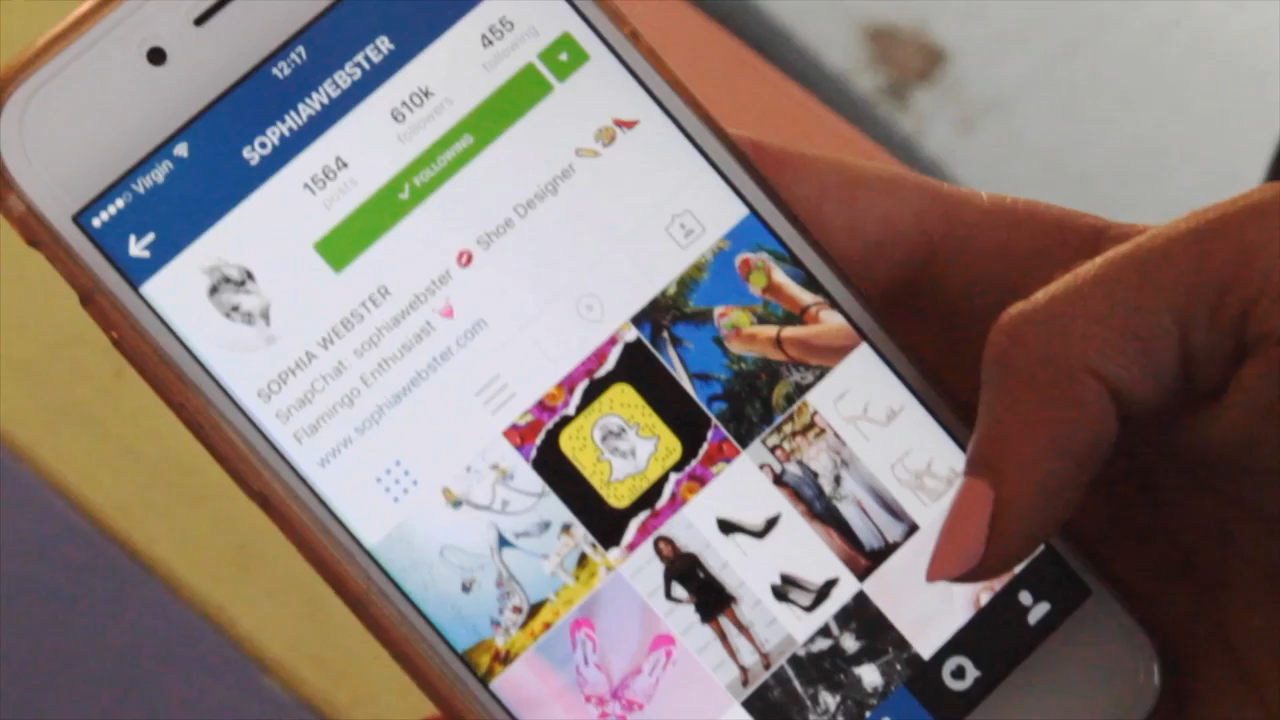 Virgin 12:17
SOPHIAWEBSTER
1564 610k 455
posts followers following
FOLLOWING
SOPHIA WEBSTER
SnapChat- sophiawebster 💋 Shoe Designer
Flamingo Enthusiast
www.sophiawebster.com